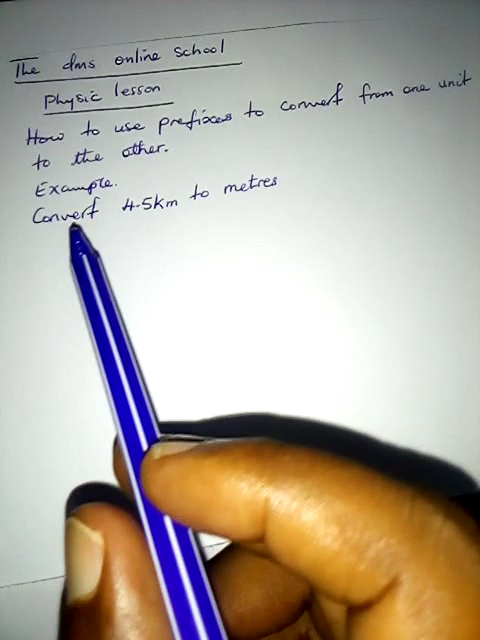 The dms online school
Physic lesson
How to use prefixes to convert from one unit
to the other.
Example.
Convert 4.5km to metres